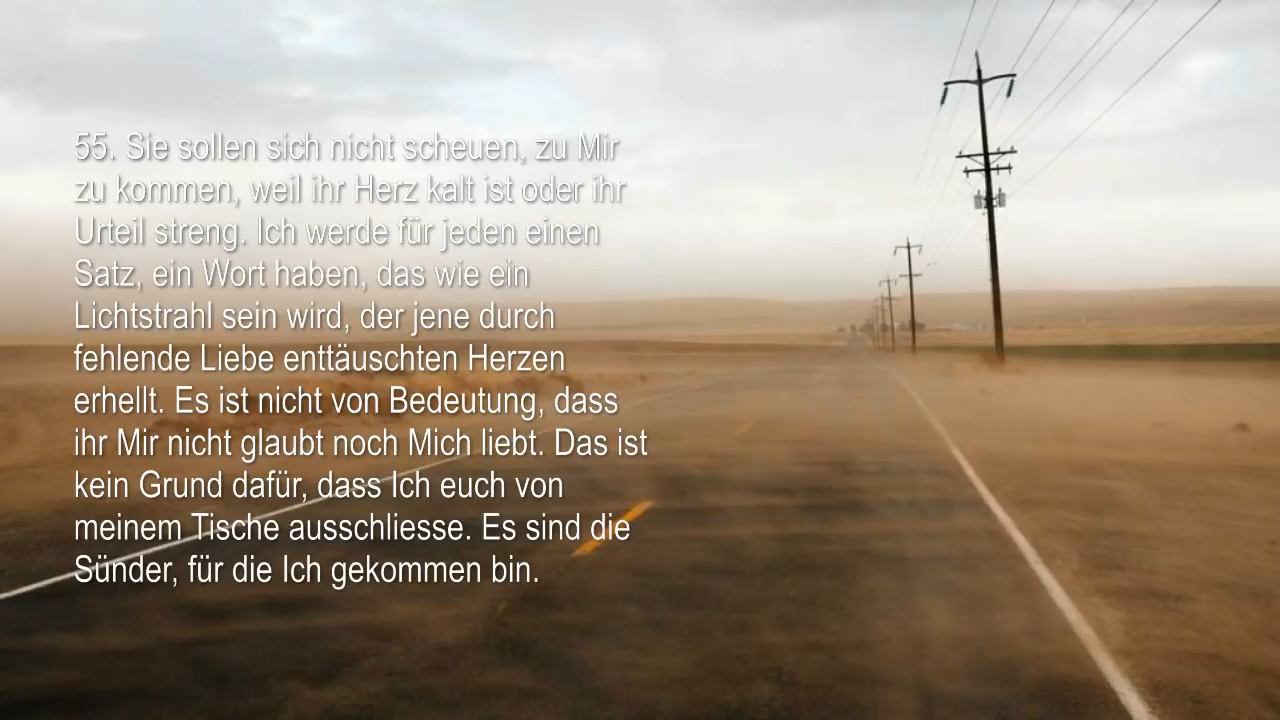 55. Sie sollen sich nicht scheuen, zu Mir
zu kommen, weil ihr Herz kalt ist oder ihr
Urteil streng. Ich werde für jeden einen
Satz, ein Wort haben, das wie ein
Lichtstrahl sein wird, der jene durch
fehlende Liebe enttäuschten Herzen
erhellt. Es ist nicht von Bedeutung, dass
ihr Mir nicht glaubt noch Mich liebt. Das ist
kein Grund dafür, dass Ich euch von
meinem Tische ausschliesse. Es sind die
Sünder, für die Ich gekommen bin.